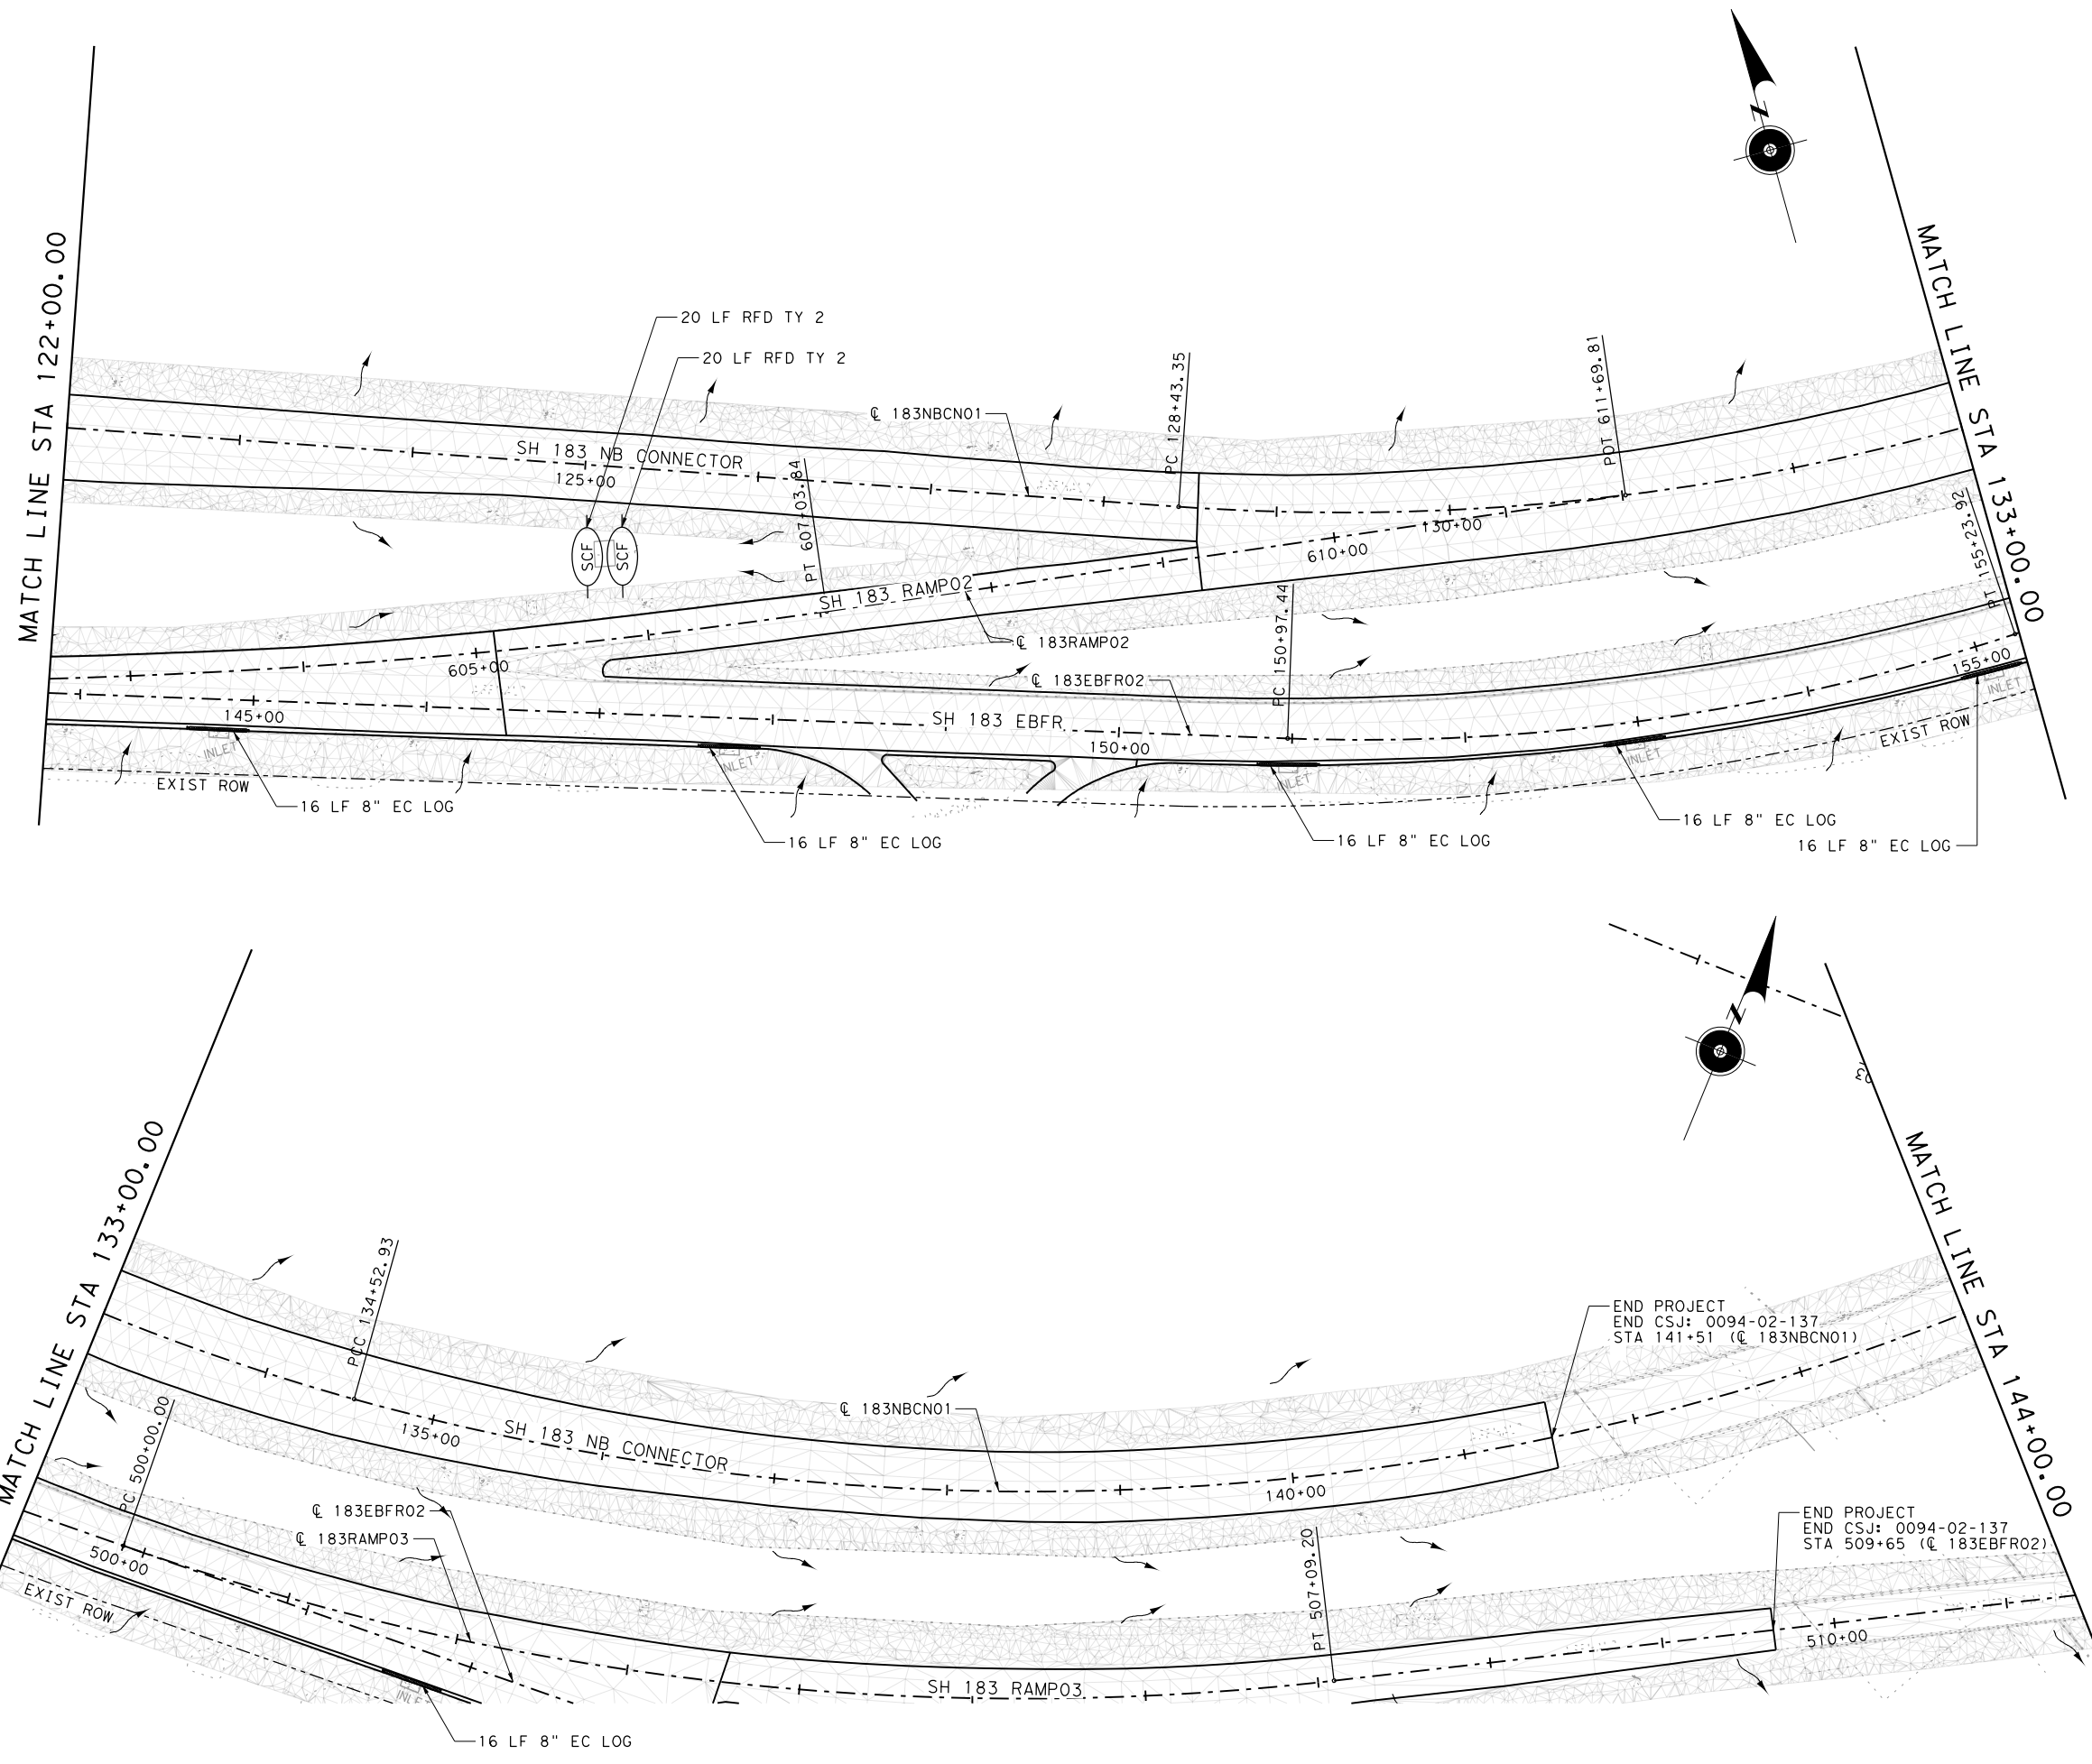 MATCH LINE STA 122+00.00
20 LF RFD TY 2
20 LF RFD TY 2
SCF
SCF
℄ 183NBCN01
SH 183 NB CONNECTOR
125+00
PT 607+03.84
PC 128+43.35
POT 611+69.81
130+00
610+00
N
MATCH LINE STA 133+00.00
PT 155+23.92
SH 183 RAMP02
℄ 183RAMP02
605+00
PC 150+97.44
℄ 183EBFR02
SH 183 EBFR
145+00
150+00
155+00
INLET
INLET
INLET
INLET
INLET
EXIST ROW
EXIST ROW
16 LF 8" EC LOG
16 LF 8" EC LOG
16 LF 8" EC LOG
16 LF 8" EC LOG
16 LF 8" EC LOG
N
MATCH LINE STA 133+00.00
PCC 134+52.93
135+00
SH 183 NB CONNECTOR
℄ 183NBCN01
140+00
END PROJECT
END CSJ: 0094-02-137
STA 141+51 (℄ 183NBCN01)
MATCH LINE STA 144+00.00
PC 500+00.00
500+00
℄ 183EBFR02
℄ 183RAMP03
EXIST ROW
PT 507+09.20
SH 183 RAMP03
END PROJECT
END CSJ: 0094-02-137
STA 509+65 (℄ 183EBFR02)
510+00
16 LF 8" EC LOG